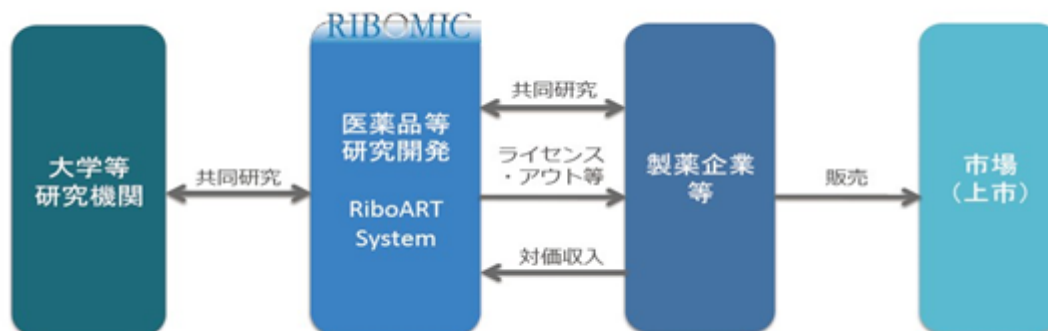 RIBOMIC
大学等
研究機関
共同研究
医薬品等
研究開発
RiboART
System
共同研究
ライセンス
・アウト等
対価収入
製薬企業
等
販売
市場
（上市）